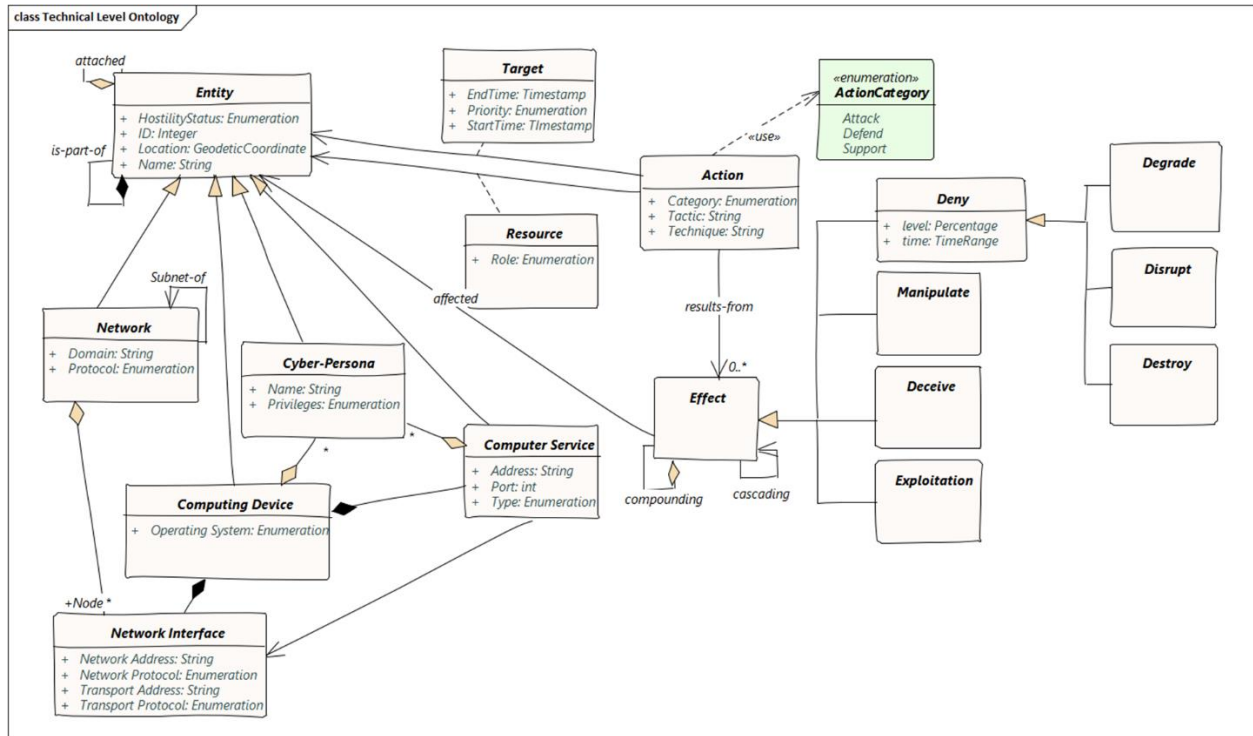 class Technical Level Ontology
attached
Entity
+ HostilityStatus: Enumeration
+ ID: Integer
+ Location: GeodeticCoordinate
+ Name: String
is-part-of
Target
+ EndTime: Timestamp
+ Priority: Enumeration
+ StartTime: TImestamp
«enumeration»
ActionCategory
Attack
Defend
Support
«use»
Action
+ Category: Enumeration
+ Tactic: String
+ Technique: String
Resource
+ Role: Enumeration
affected
results-from
0..*
Deny
+ level: Percentage
+ time: TimeRange
Degrade
Disrupt
Destroy
Manipulate
Deceive
Exploitation
Effect
compounding
cascading
Subnet-of
Network
+ Domain: String
+ Protocol: Enumeration
Cyber-Persona
+ Name: String
+ Privileges: Enumeration
*
*
Computer Service
+ Address: String
+ Port: int
+ Type: Enumeration
Computing Device
+ Operating System: Enumeration
+Node *
Network Interface
+ Network Address: String
+ Network Protocol: Enumeration
+ Transport Address: String
+ Transport Protocol: Enumeration